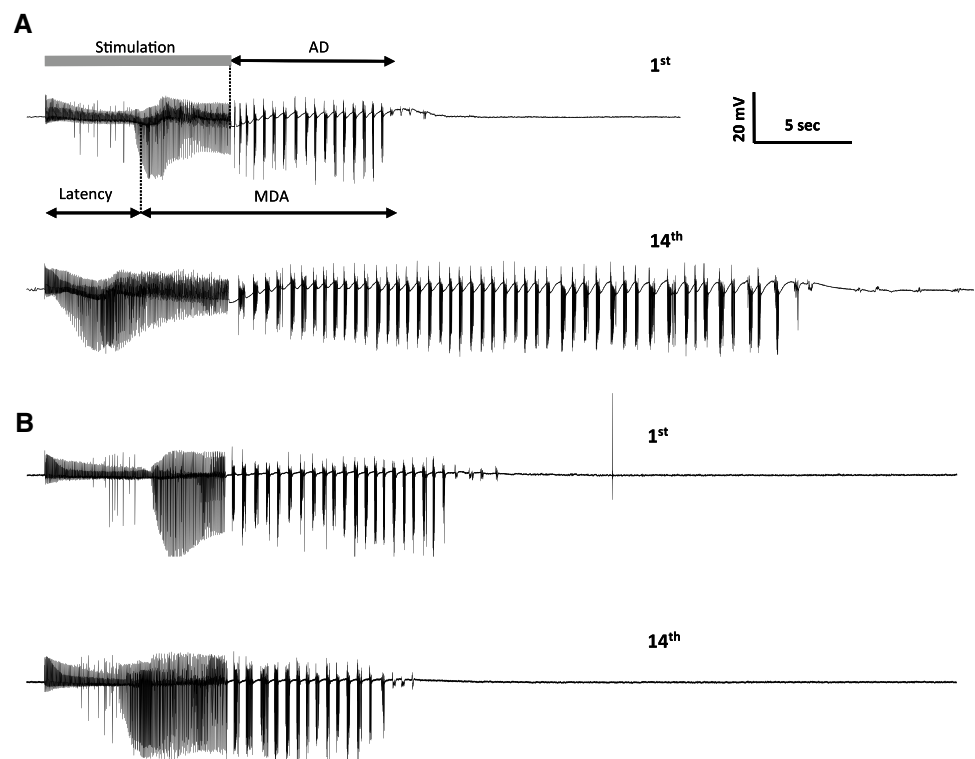 A
Stimulation
AD
1st
20 mV
5 sec
Latency
MDA
14th
B
1st
14th